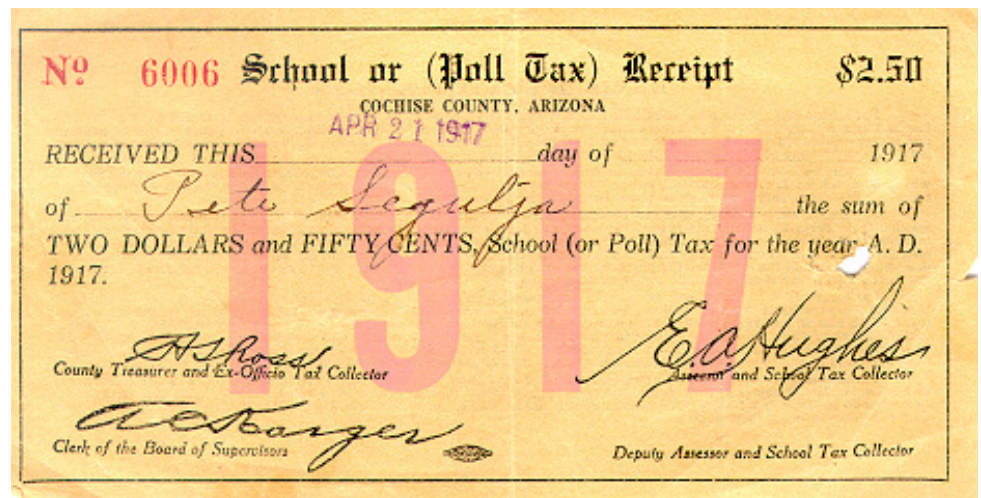 Nº 6006 School or (Poll Tax) Receipt $2.50
COCHISE COUNTY, ARIZONA
APR 21 1917
RECEIVED THIS day of 1917
of Pete Segulja the sum of
TWO DOLLARS and FIFTY CENTS, School (or Poll) Tax for the year A. D.
1917.
1917
H S Ross E. A. Hughes
County Treasurer and Ex-Officio Tax Collector Assessor and School Tax Collector
A C Karger
Clerk of the Board of Supervisors Deputy Assessor and School Tax Collector